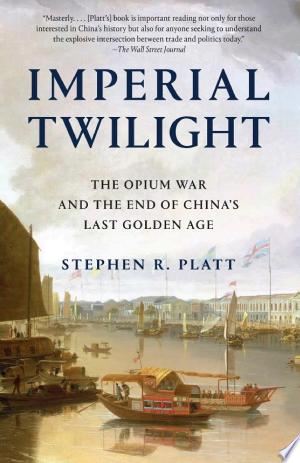 "Masterly. . . . [Platt's] book is important reading not only for those
interested in China's history but also for anyone seeking to understand
the explosive intersection between trade and politics today."
—The Wall Street Journal
IMPERIAL
TWILIGHT
THE OPIUM WAR
AND THE END OF CHINA'S
LAST GOLDEN AGE
STEPHEN R. PLATT